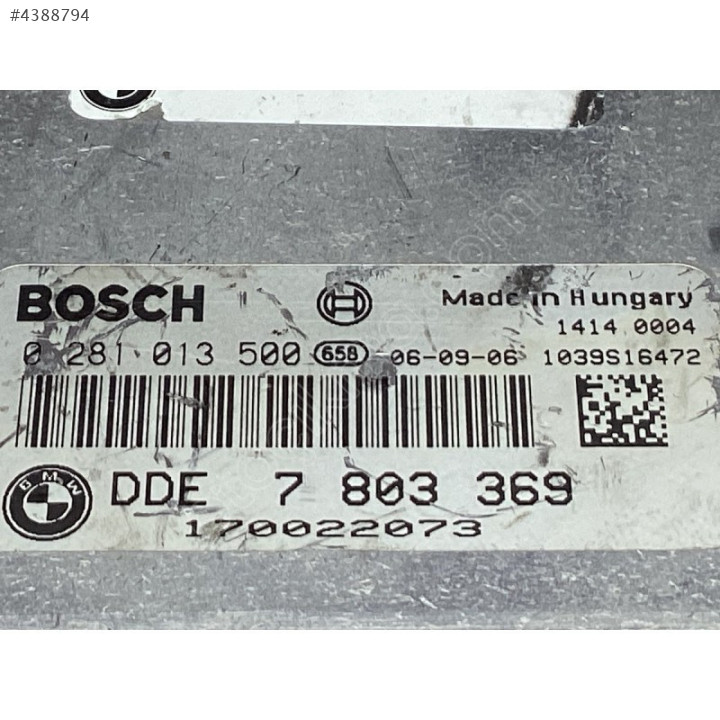 #4388794
BOSCH Made in Hungary
1414 0004
0 281 013 500 658 06-09-06 1039S16472
BMW DDE 7 803 369
170022073